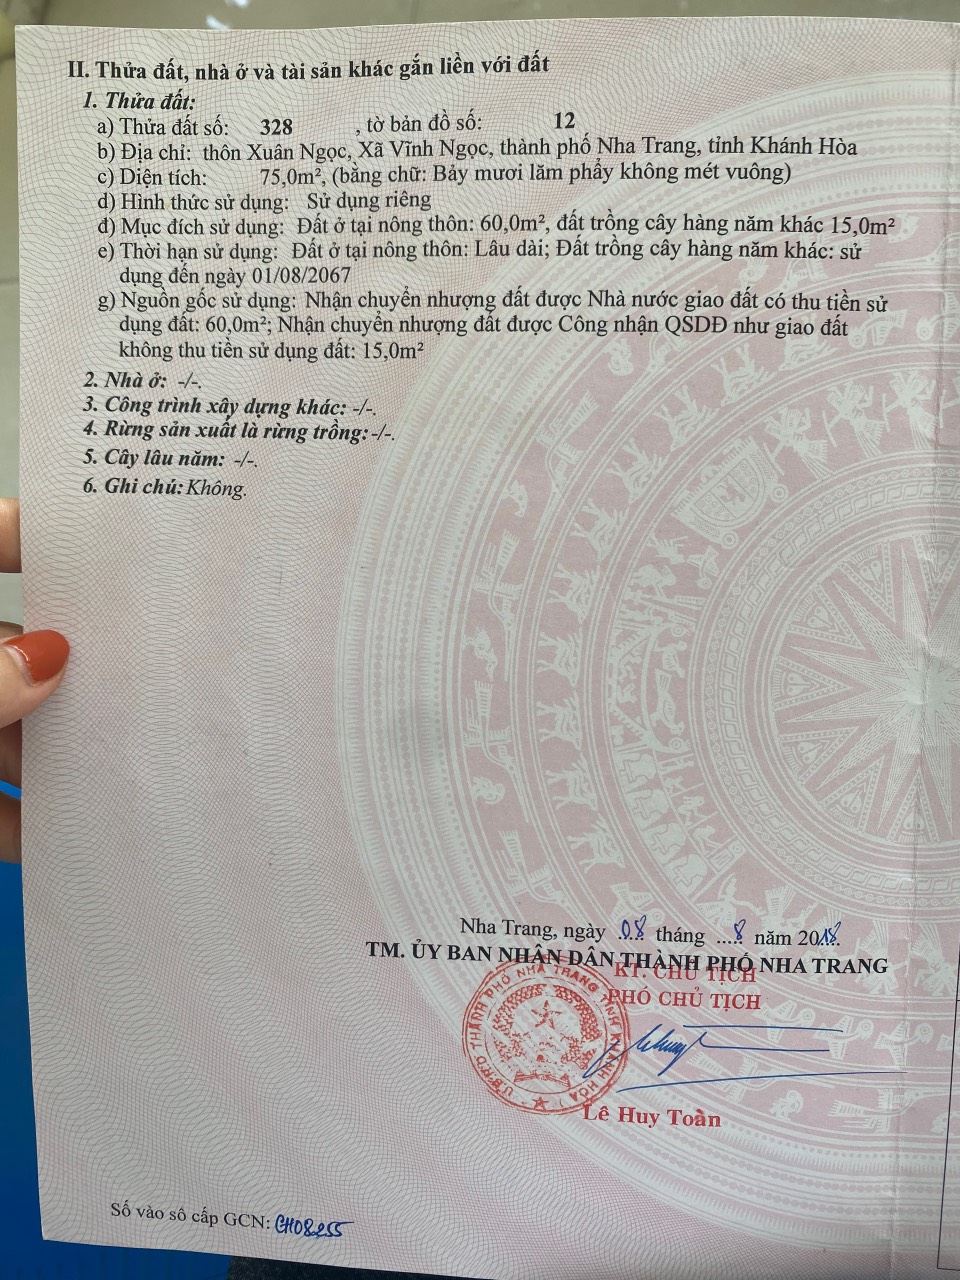 II. Thửa đất, nhà ở và tài sản khác gắn liền với đất
1. Thửa đất:
a) Thửa đất số: 328 , tờ bản đồ số: 12
b) Địa chỉ: thôn Xuân Ngọc, Xã Vĩnh Ngọc, thành phố Nha Trang, tỉnh Khánh Hòa
c) Diện tích: 75,0m², (bằng chữ: Bảy mươi lăm phẩy không mét vuông)
d) Hình thức sử dụng: Sử dụng riêng
đ) Mục đích sử dụng: Đất ở tại nông thôn: 60,0m², đất trồng cây hàng năm khác 15,0m²
e) Thời hạn sử dụng: Đất ở tại nông thôn: Lâu dài; Đất trồng cây hàng năm khác: sử
dụng đến ngày 01/08/2067
g) Nguồn gốc sử dụng: Nhận chuyển nhượng đất được Nhà nước giao đất có thu tiền sử
dụng đất: 60,0m²; Nhận chuyển nhượng đất được Công nhận QSDĐ như giao đất
không thu tiền sử dụng đất: 15,0m²
2. Nhà ở: -/-.
3. Công trình xây dựng khác: -/-.
4. Rừng sản xuất là rừng trồng: -/-.
5. Cây lâu năm: -/-.
6. Ghi chú: Không.
Nha Trang, ngày 08 tháng 8 năm 2018
TM. ỦY BAN NHÂN DÂN THÀNH PHỐ NHA TRANG
KT. CHỦ TỊCH
PHÓ CHỦ TỊCH
U.B.N.D THÀNH PHỐ NHA TRANG TỈNH KHÁNH HÒA
Lê Huy Toàn
Số vào sổ cấp GCN: CH08255